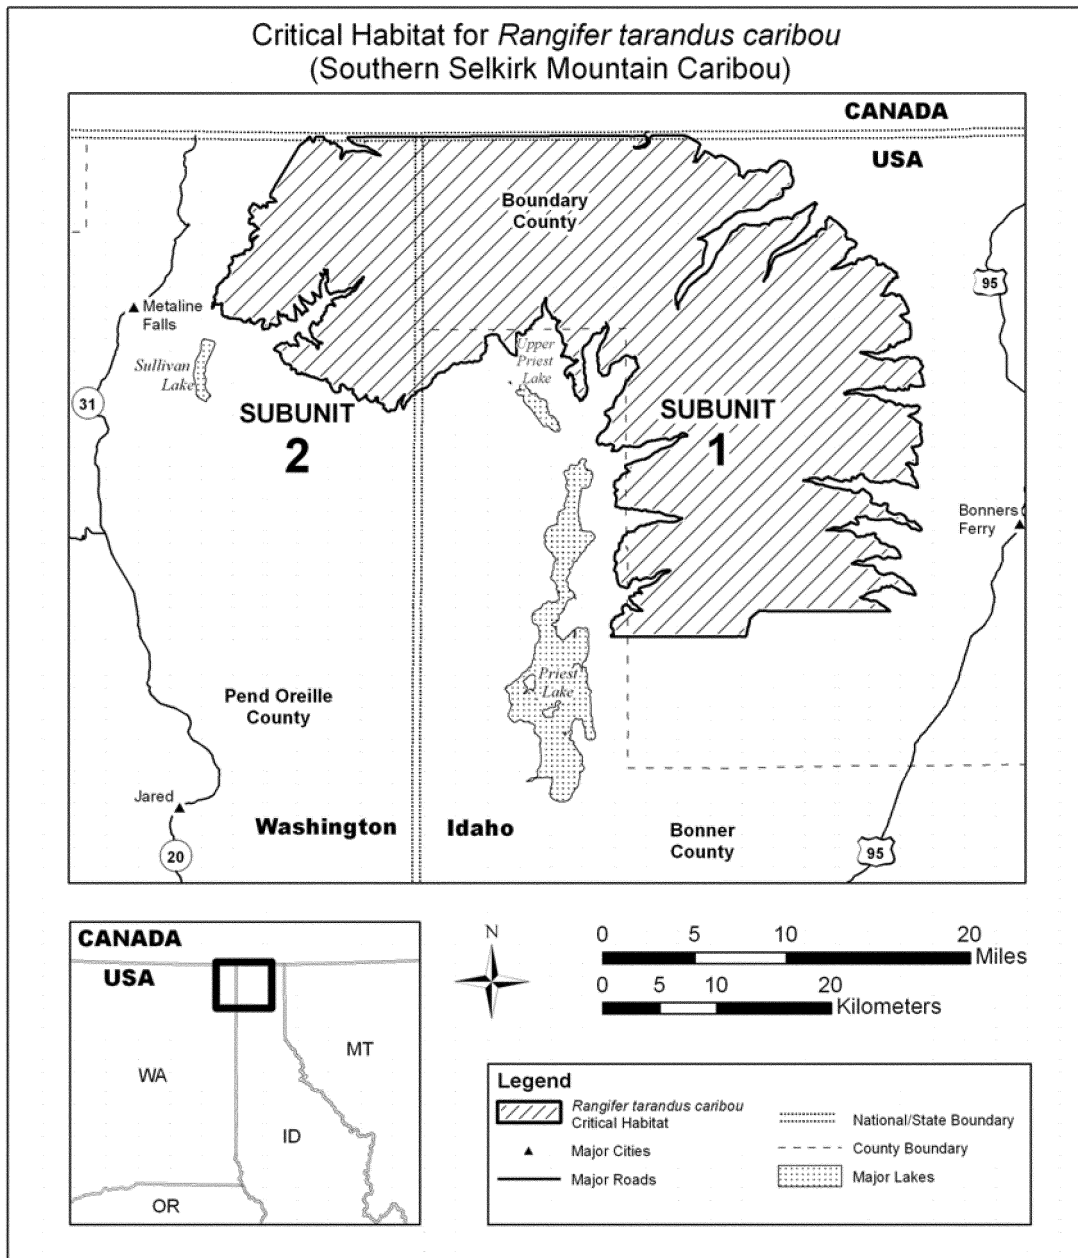 Critical Habitat for Rangifer tarandus caribou
(Southern Selkirk Mountain Caribou)
CANADA
USA
Boundary
County
95
Metaline
Falls
Sullivan
Lake
Upper
Priest
Lake
31
SUBUNIT
2
SUBUNIT
1
Bonners
Ferry
Priest
Lake
Pend Oreille
County
Jared
Washington
Idaho
Bonner
County
20
95
CANADA
USA
WA
MT
ID
OR
N
0 5 10 20 Miles
0 5 10 20 Kilometers
Legend
Rangifer tarandus caribou
Critical Habitat
Major Cities
Major Roads
National/State Boundary
County Boundary
Major Lakes